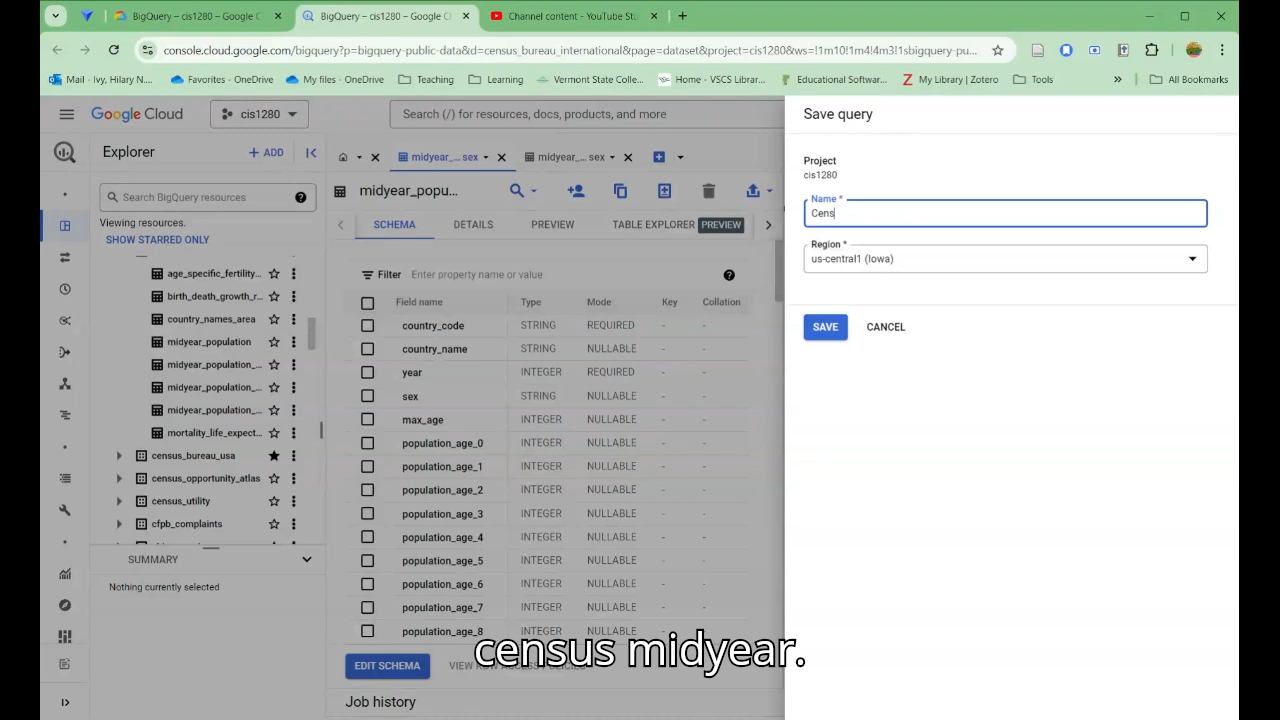 BigQuery – cis1280 – Google C
BigQuery – cis1280 – Google C
Channel content - YouTube Stu
console.cloud.google.com/bigquery?p=bigquery-public-data&d=census_bureau_international&page=dataset&project=cis1280&ws=!1m10!1m4!4m3!1sbigquery-pu...
Mail - Ivy, Hilary N...
Favorites - OneDrive
My files - OneDrive
Teaching
Learning
Vermont State Colle...
Home - VSCS Librar...
Educational Softwar...
My Library | Zotero
Tools
»
All Bookmarks
Google Cloud
cis1280
Search (/) for resources, docs, products, and more
Explorer
+ ADD
midyear_... sex
midyear_... sex
Search BigQuery resources
Viewing resources.
SHOW STARRED ONLY
age_specific_fertility...
birth_death_growth_r...
country_names_area
midyear_population
midyear_population_...
midyear_population_...
midyear_population_...
mortality_life_expect...
census_bureau_usa
census_opportunity_atlas
census_utility
cfpb_complaints
SUMMARY
Nothing currently selected
midyear_popu...
SCHEMA
DETAILS
PREVIEW
TABLE EXPLORER PREVIEW
Filter Enter property name or value
Field name Type Mode Key Collation
country_code STRING REQUIRED - -
country_name STRING NULLABLE - -
year INTEGER REQUIRED - -
sex STRING NULLABLE - -
max_age INTEGER NULLABLE - -
population_age_0 INTEGER NULLABLE - -
population_age_1 INTEGER NULLABLE - -
population_age_2 INTEGER NULLABLE - -
population_age_3 INTEGER NULLABLE - -
population_age_4 INTEGER NULLABLE - -
population_age_5 INTEGER NULLABLE - -
population_age_6 INTEGER NULLABLE - -
population_age_7 INTEGER NULLABLE - -
population_age_8 INTEGER NULLABLE - -
EDIT SCHEMA
VIEW ROW ACCESS POLICIES
Job history
Save query
Project
cis1280
Name *
Cens
Region *
us-central1 (Iowa)
SAVE
CANCEL
census midyear.